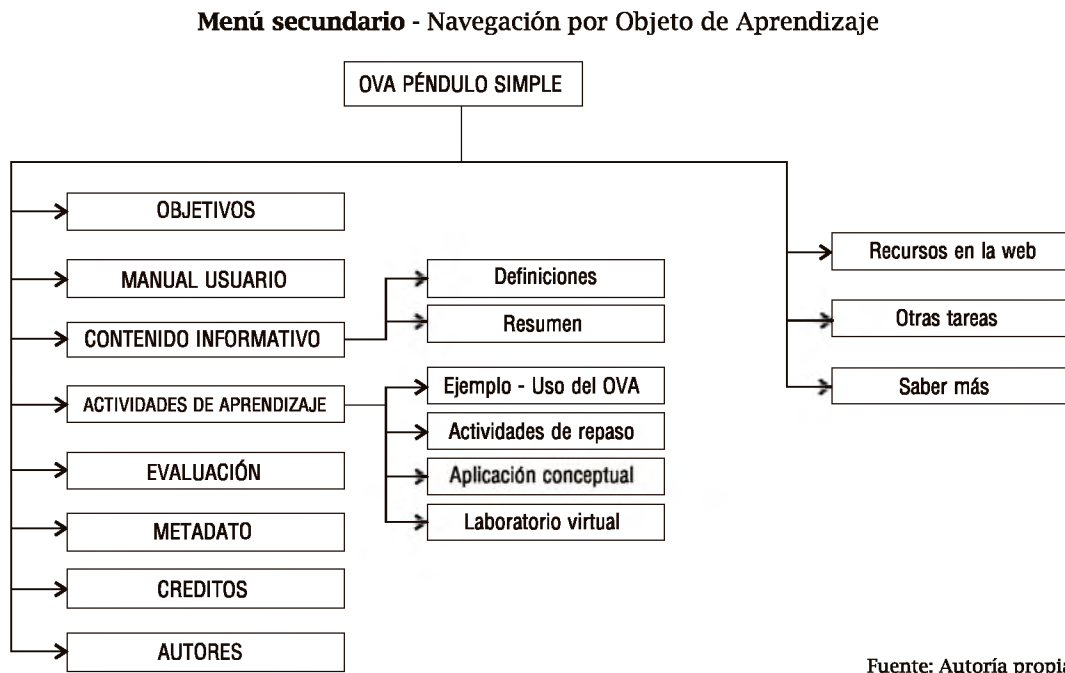 Menú secundario - Navegación por Objeto de Aprendizaje
OVA PÉNDULO SIMPLE
OBJETIVOS
MANUAL USUARIO
CONTENIDO INFORMATIVO
Definiciones
Resumen
ACTIVIDADES DE APRENDIZAJE
Ejemplo - Uso del OVA
Actividades de repaso
Aplicación conceptual
Laboratorio virtual
EVALUACIÓN
METADATO
CREDITOS
AUTORES
Recursos en la web
Otras tareas
Saber más
Fuente: Autoría propia